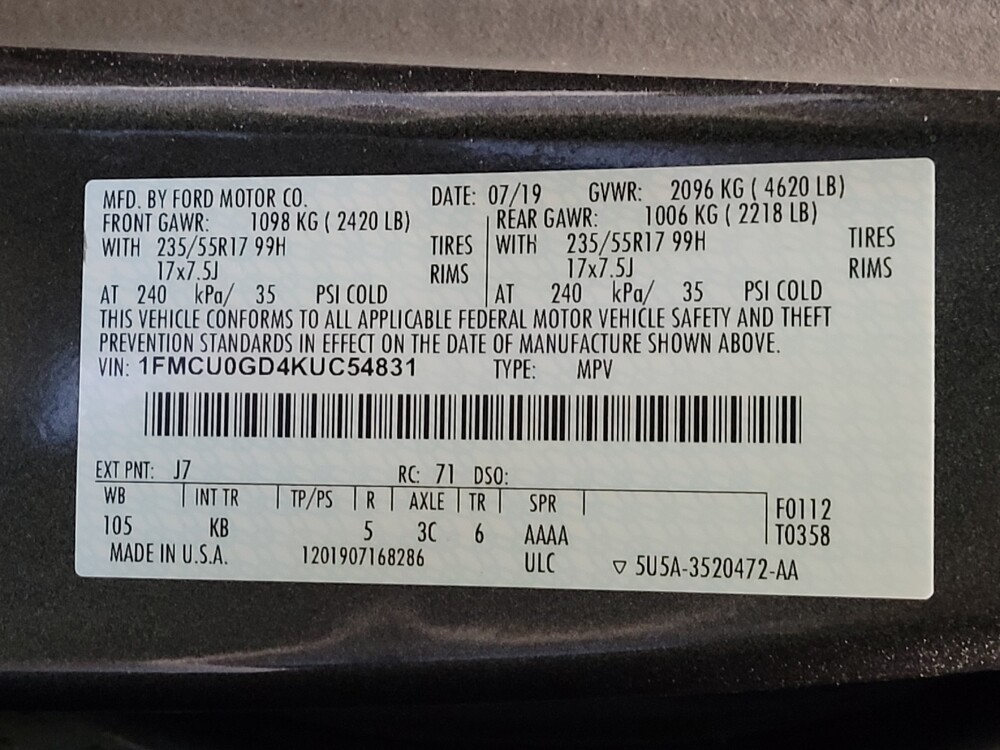 MFD. BY FORD MOTOR CO. DATE: 07/19 GVWR: 2096 KG ( 4620 LB)
FRONT GAWR: 1098 KG ( 2420 LB) REAR GAWR: 1006 KG ( 2218 LB)
WITH 235/55R17 99H TIRES WITH 235/55R17 99H TIRES
17x7.5J RIMS 17x7.5J RIMS
AT 240 kPa/ 35 PSI COLD AT 240 kPa/ 35 PSI COLD
THIS VEHICLE CONFORMS TO ALL APPLICABLE FEDERAL MOTOR VEHICLE SAFETY AND THEFT
PREVENTION STANDARDS IN EFFECT ON THE DATE OF MANUFACTURE SHOWN ABOVE.
VIN: 1FMCU0GD4KUC54831 TYPE: MPV
EXT PNT: J7 RC: 71 DSO:
WB INT TR TP/PS R AXLE TR SPR F0112
105 KB 5 3C 6 AAAA T0358
MADE IN U.S.A. 1201907168286 ULC ▽ 5U5A-3520472-AA